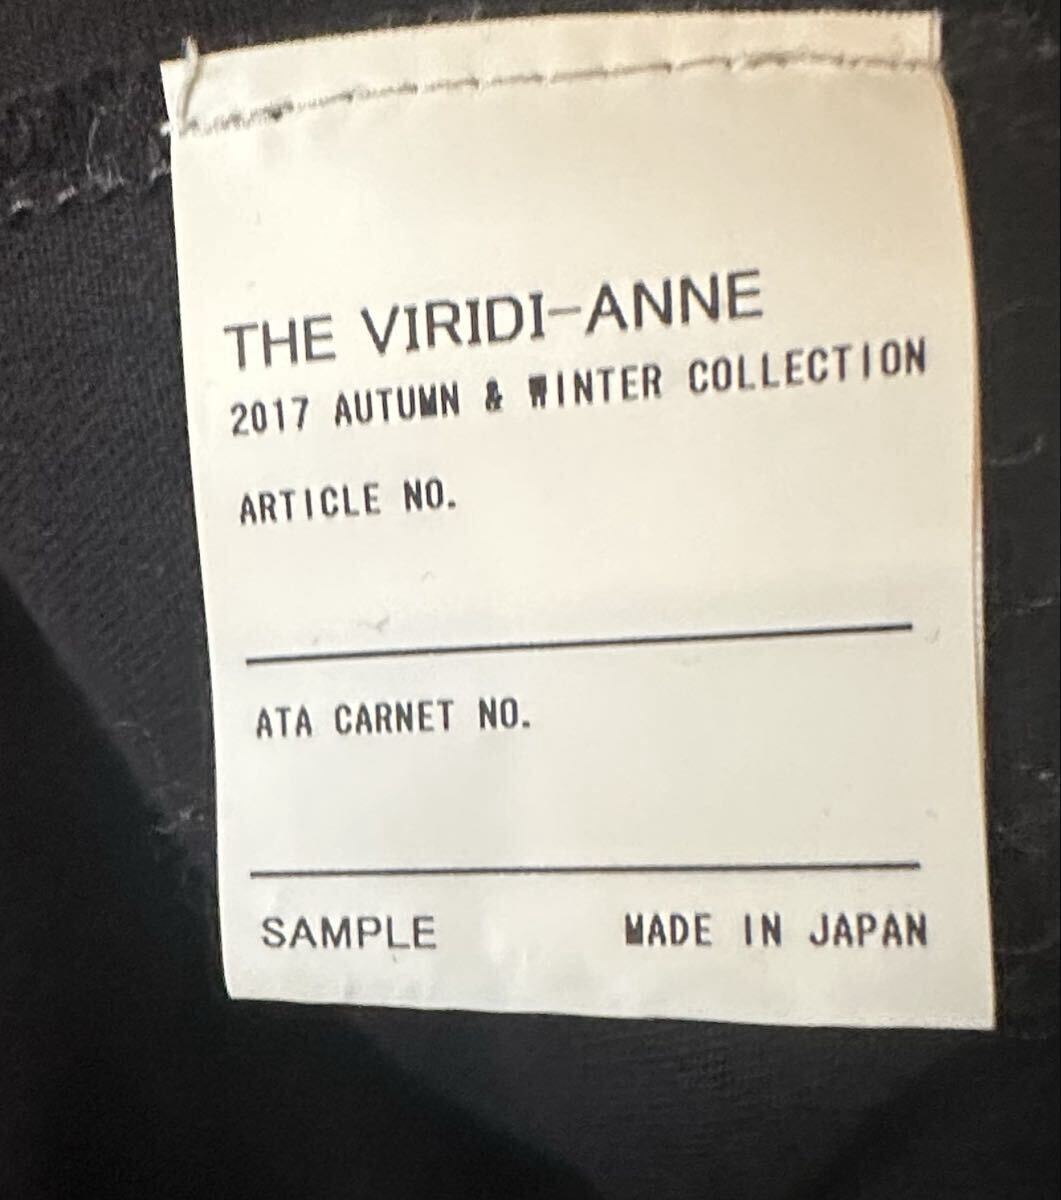 THE VIRIDI-ANNE
2017 AUTUMN & WINTER COLLECTION
ARTICLE NO.
ATA CARNET NO.
SAMPLE MADE IN JAPAN